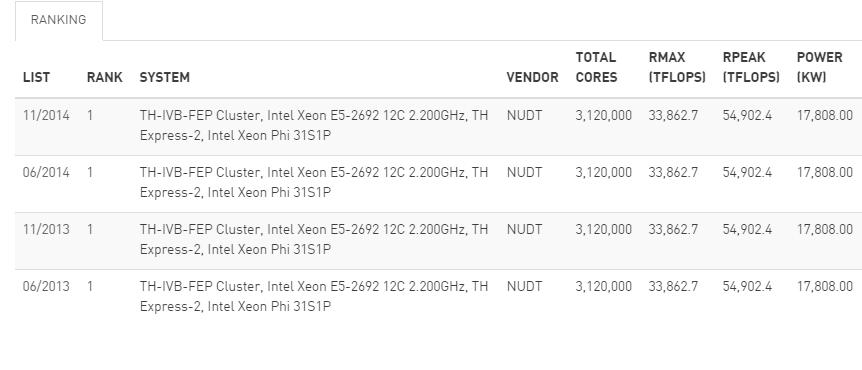 RANKING
LIST RANK SYSTEM VENDOR TOTAL CORES RMAX (TFLOPS) RPEAK (TFLOPS) POWER (KW)
11/2014 1 TH-IVB-FEP Cluster, Intel Xeon E5-2692 12C 2.200GHz, TH NUDT 3,120,000 33,862.7 54,902.4 17,808.00
Express-2, Intel Xeon Phi 31S1P
06/2014 1 TH-IVB-FEP Cluster, Intel Xeon E5-2692 12C 2.200GHz, TH NUDT 3,120,000 33,862.7 54,902.4 17,808.00
Express-2, Intel Xeon Phi 31S1P
11/2013 1 TH-IVB-FEP Cluster, Intel Xeon E5-2692 12C 2.200GHz, TH NUDT 3,120,000 33,862.7 54,902.4 17,808.00
Express-2, Intel Xeon Phi 31S1P
06/2013 1 TH-IVB-FEP Cluster, Intel Xeon E5-2692 12C 2.200GHz, TH NUDT 3,120,000 33,862.7 54,902.4 17,808.00
Express-2, Intel Xeon Phi 31S1P